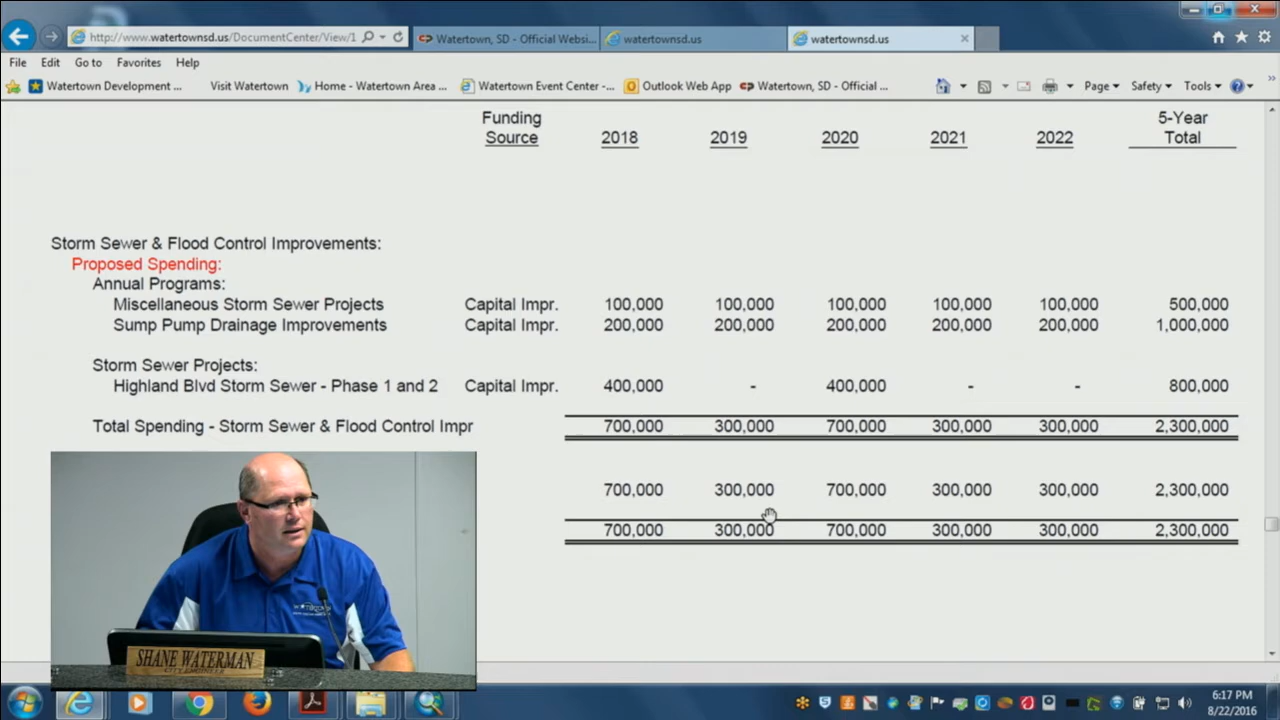 http://www.watertownsd.us/DocumentCenter/View/1
Watertown, SD - Official Websi...
watertownsd.us
watertownsd.us
File Edit Go to Favorites Help
Watertown Development ... Visit Watertown Home - Watertown Area ... Watertown Event Center -... Outlook Web App Watertown, SD - Official ... Page Safety Tools
Funding 5-Year
Source 2018 2019 2020 2021 2022 Total
Storm Sewer & Flood Control Improvements:
Proposed Spending:
Annual Programs:
Miscellaneous Storm Sewer Projects Capital Impr. 100,000 100,000 100,000 100,000 100,000 500,000
Sump Pump Drainage Improvements Capital Impr. 200,000 200,000 200,000 200,000 200,000 1,000,000
Storm Sewer Projects:
Highland Blvd Storm Sewer - Phase 1 and 2 Capital Impr. 400,000 - 400,000 - - 800,000
Total Spending - Storm Sewer & Flood Control Impr 700,000 300,000 700,000 300,000 300,000 2,300,000
700,000 300,000 700,000 300,000 300,000 2,300,000
700,000 300,000 700,000 300,000 300,000 2,300,000
SHANE WATERMAN
CITY ENGINEER
6:17 PM
8/22/2016